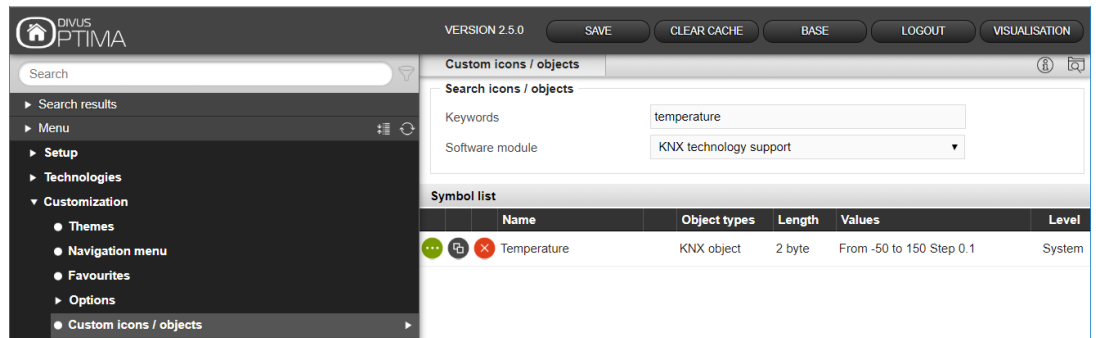 DIVUS
OPTIMA
VERSION 2.5.0
SAVE
CLEAR CACHE
BASE
LOGOUT
VISUALISATION
Search
Search results
Menu
Setup
Technologies
Customization
Themes
Navigation menu
Favourites
Options
Custom icons / objects
Custom icons / objects
Search icons / objects
Keywords temperature
Software module KNX technology support
Symbol list
Name Object types Length Values Level
Temperature KNX object 2 byte From -50 to 150 Step 0.1 System